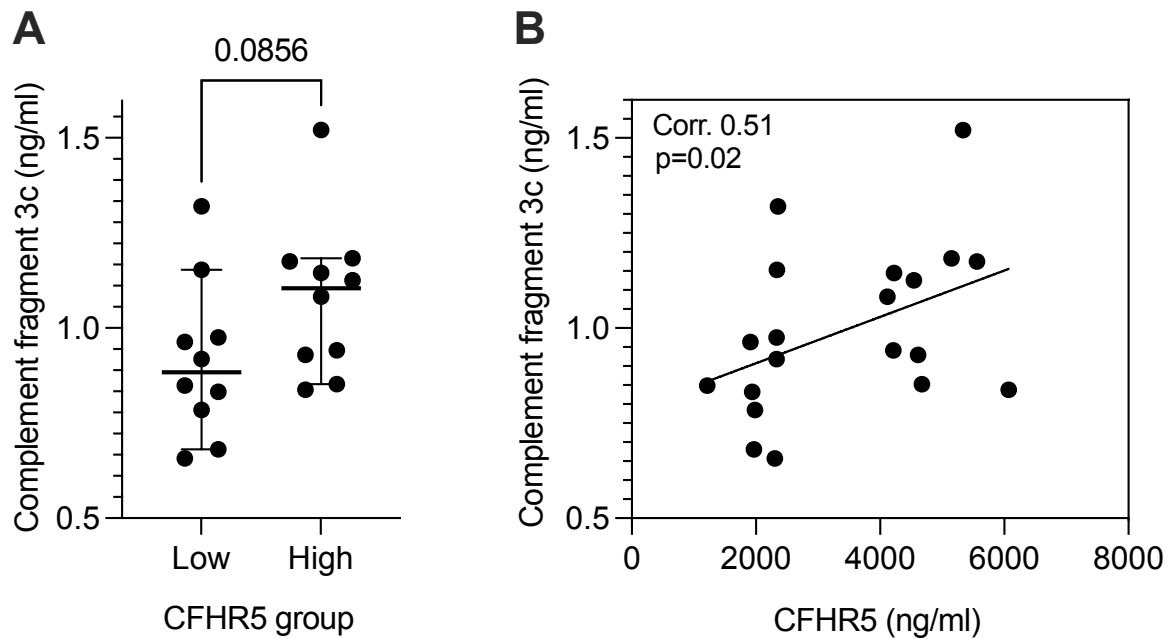 A
0.0856
Complement fragment 3c (ng/ml)
1.5
1.0
0.5
Low High
CFHR5 group
B
Corr. 0.51
p=0.02
Complement fragment 3c (ng/ml)
1.5
1.0
0.5
0 2000 4000 6000 8000
CFHR5 (ng/ml)